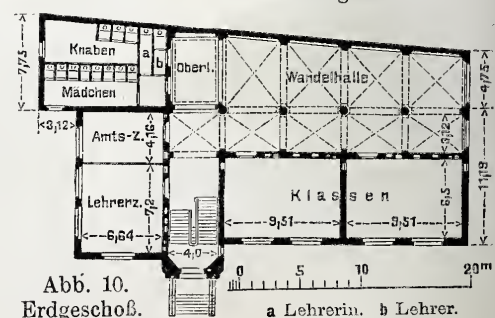 Knaben
a
b
Oberl.
Wandelhalle
Mädchen
7,75
4,75
3,12
Amts-Z.
4,16
3,12
11,19
Lehrerz.
7,2
6,64
4,0
Klassen
9,51
9,51
6,5
Abb. 10.
Erdgeschoß.
0 5 10 20 m
a Lehrerin. b Lehrer.